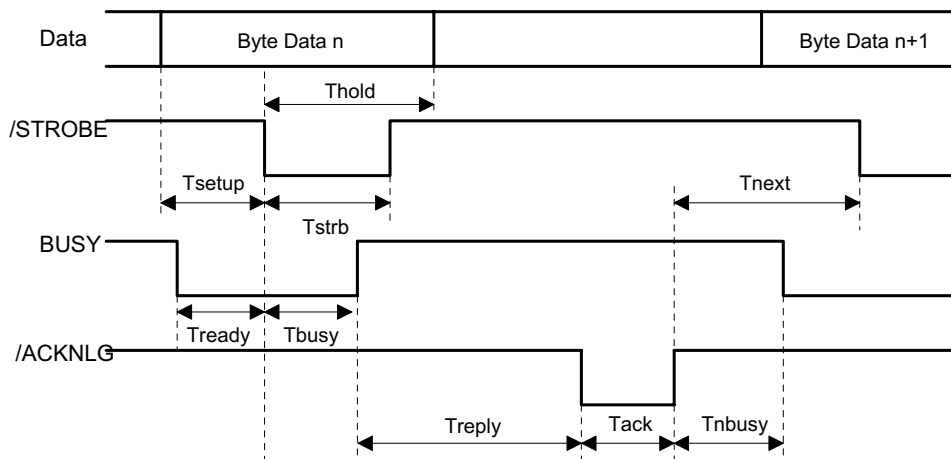 Data
Byte Data n
Byte Data n+1
Thold
/STROBE
Tsetup
Tnext
Tstrb
BUSY
Tready
Tbusy
/ACKNLG
Treply
Tack
Tnbusy